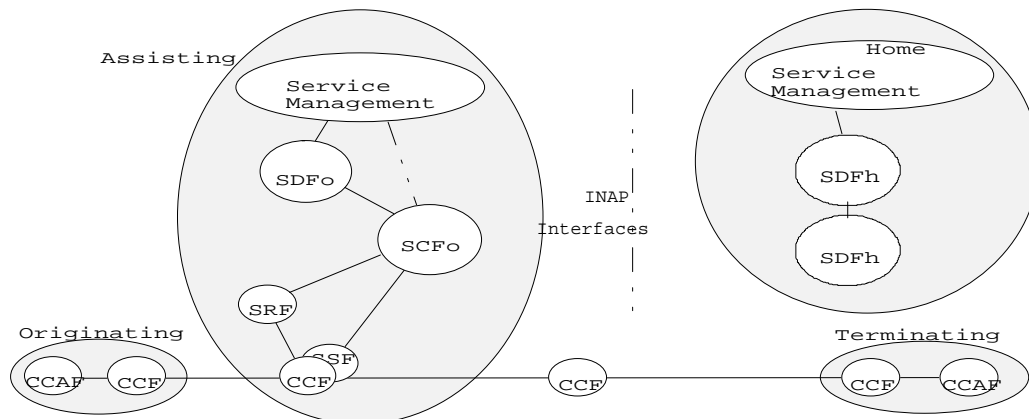 Assisting
Home
Service
Management
Service
Management
SDFo
SDFh
INAP
Interfaces
SCFo
SDFh
SRF
Originating
Terminating
SSF
CCAF
CCF
CCF
CCF
CCF
CCAF